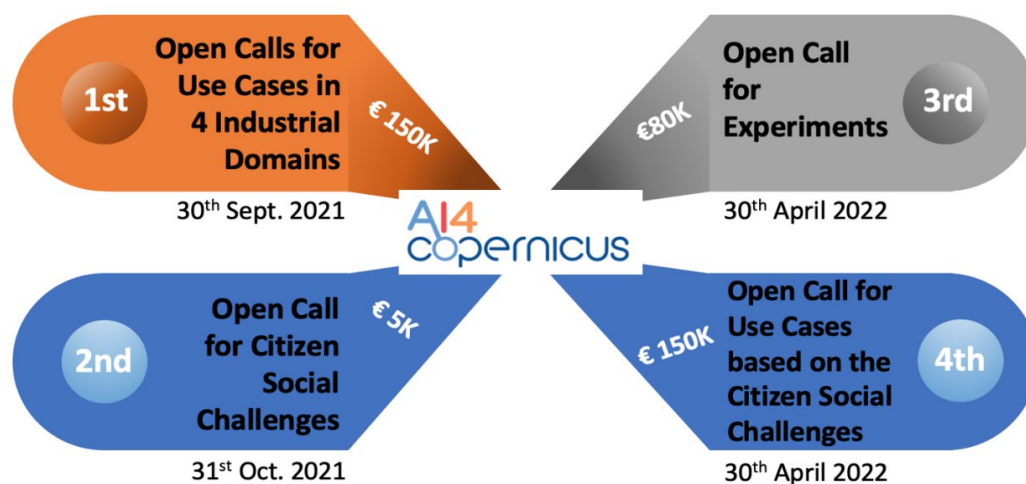 1st
Open Calls for
Use Cases in
4 Industrial
Domains
€ 150K
30th Sept. 2021
€80K
Open Call
for
Experiments
3rd
30th April 2022
AI4
copernicus
2nd
Open Call
for Citizen
Social
Challenges
€ 5K
31st Oct. 2021
€ 150K
Open Call for
Use Cases
based on the
Citizen Social
Challenges
4th
30th April 2022